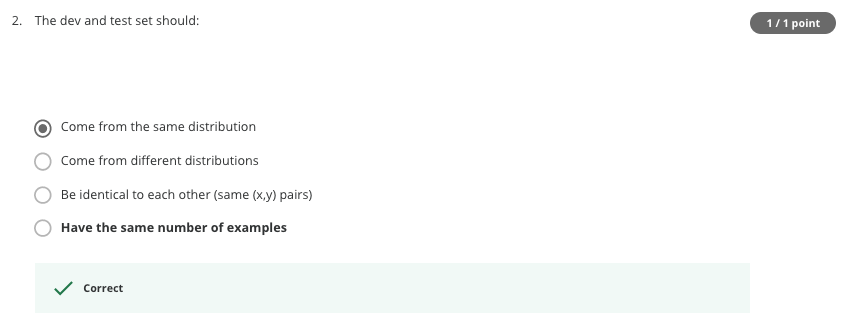 2. The dev and test set should:
1 / 1 point
Come from the same distribution
Come from different distributions
Be identical to each other (same (x,y) pairs)
Have the same number of examples
Correct